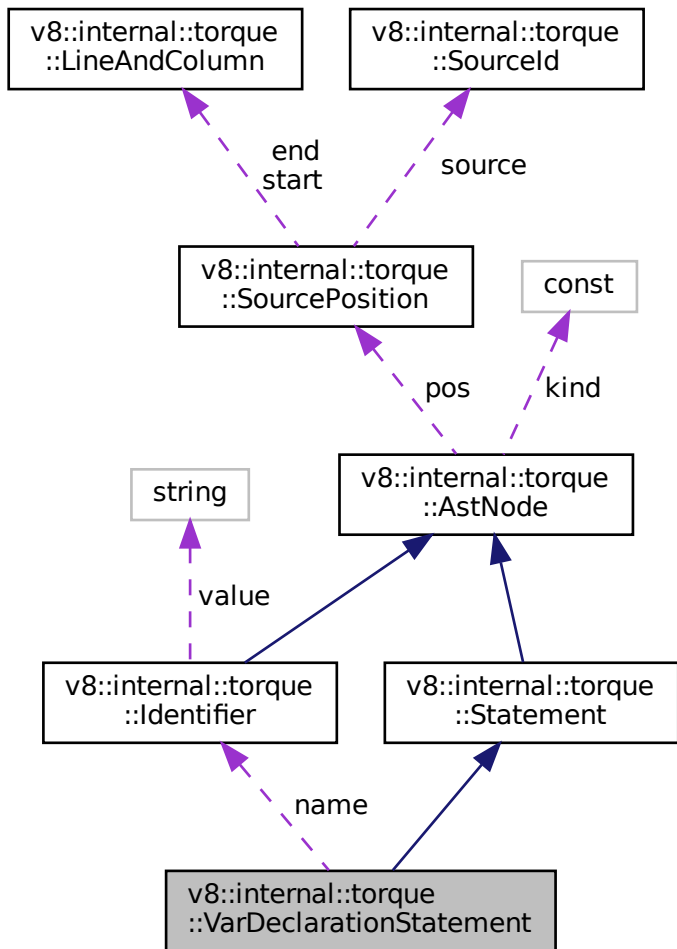 v8::internal::torque
::LineAndColumn
v8::internal::torque
::SourceId
end
start
source
v8::internal::torque
::SourcePosition
const
pos
kind
v8::internal::torque
::AstNode
string
value
v8::internal::torque
::Identifier
v8::internal::torque
::Statement
name
v8::internal::torque
::VarDeclarationStatement